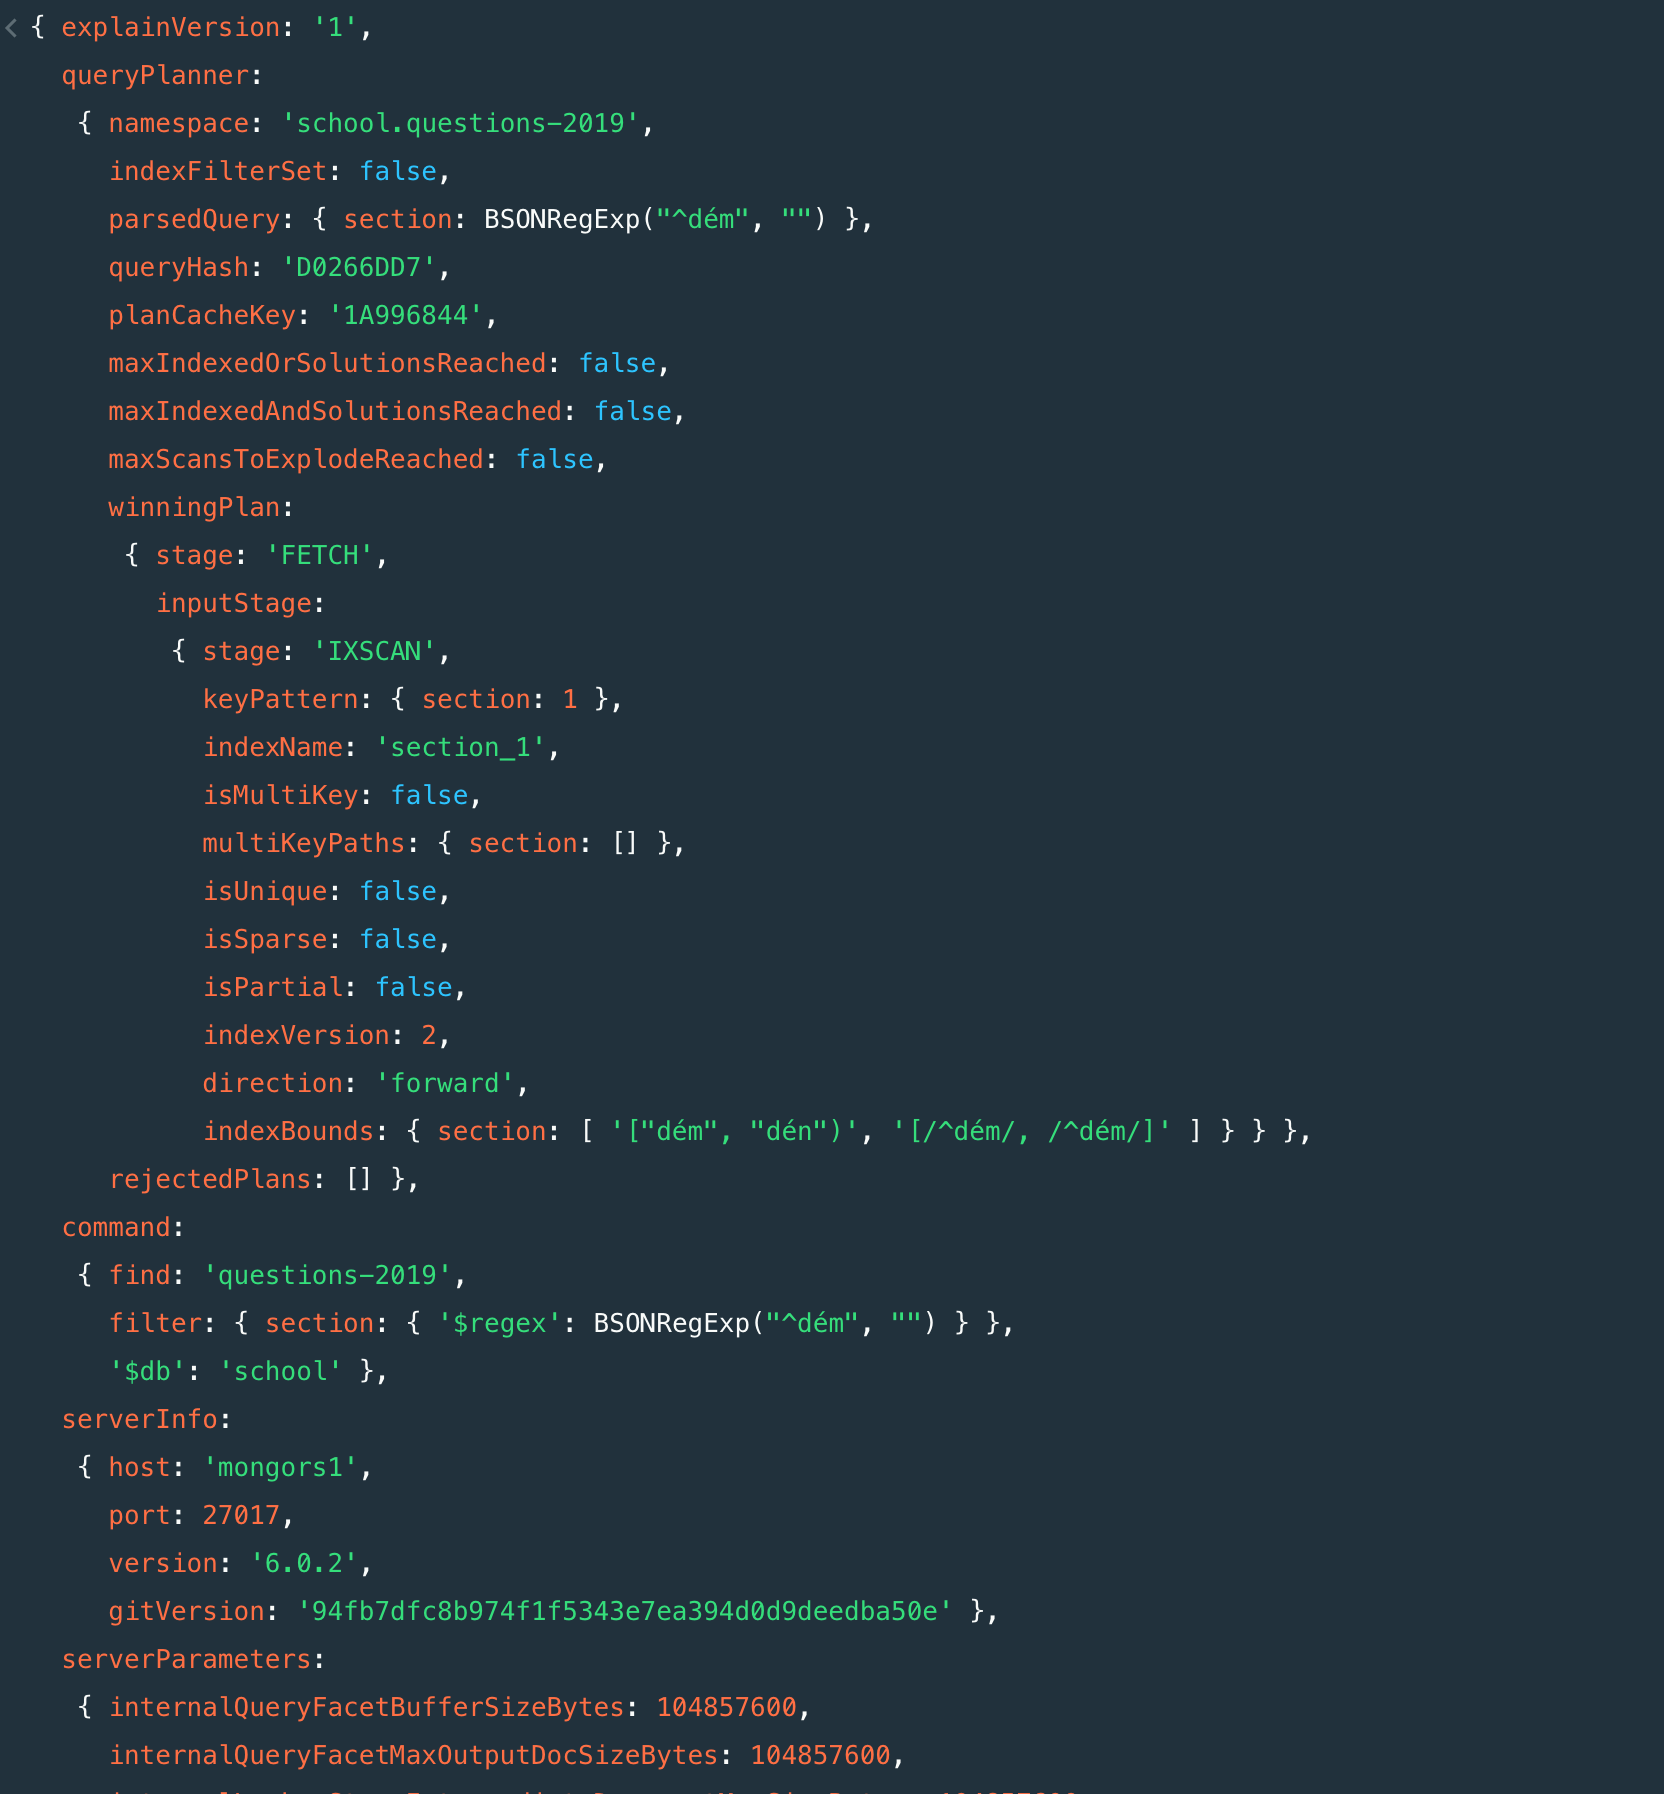 { explainVersion: '1',
queryPlanner:
{ namespace: 'school.questions-2019',
indexFilterSet: false,
parsedQuery: { section: BSONRegExp("^dém", "") },
queryHash: 'D0266DD7',
planCacheKey: '1A996844',
maxIndexedOrSolutionsReached: false,
maxIndexedAndSolutionsReached: false,
maxScansToExplodeReached: false,
winningPlan:
{ stage: 'FETCH',
inputStage:
{ stage: 'IXSCAN',
keyPattern: { section: 1 },
indexName: 'section_1',
isMultiKey: false,
multiKeyPaths: { section: [] },
isUnique: false,
isSparse: false,
isPartial: false,
indexVersion: 2,
direction: 'forward',
indexBounds: { section: [ '["dém", "dén")', '[/^dém/, /^dém/]' ] } } },
rejectedPlans: [] },
command:
{ find: 'questions-2019',
filter: { section: { '$regex': BSONRegExp("^dém", "") } },
'$db': 'school' },
serverInfo:
{ host: 'mongors1',
port: 27017,
version: '6.0.2',
gitVersion: '94fb7dfc8b974f1f5343e7ea394d0d9deedba50e' },
serverParameters:
{ internalQueryFacetBufferSizeBytes: 104857600,
internalQueryFacetMaxOutputDocSizeBytes: 104857600,